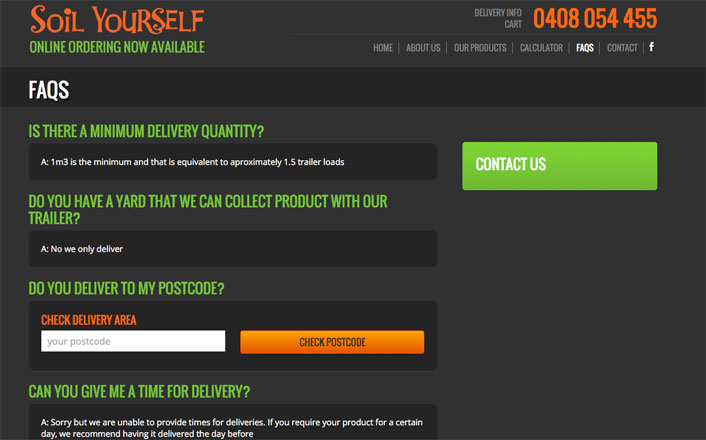 SOIL YOURSELF
ONLINE ORDERING NOW AVAILABLE
DELIVERY INFO
CART
0408 054 455
HOME
ABOUT US
OUR PRODUCTS
CALCULATOR
FAQS
CONTACT
f
FAQS
IS THERE A MINIMUM DELIVERY QUANTITY?
A: 1m3 is the minimum and that is equivalent to aproximately 1.5 trailer loads
CONTACT US
DO YOU HAVE A YARD THAT WE CAN COLLECT PRODUCT WITH OUR
TRAILER?
A: No we only deliver
DO YOU DELIVER TO MY POSTCODE?
CHECK DELIVERY AREA
your postcode
CHECK POSTCODE
CAN YOU GIVE ME A TIME FOR DELIVERY?
A: Sorry but we are unable to provide times for deliveries. If you require your product for a certain
day, we recommend having it delivered the day before